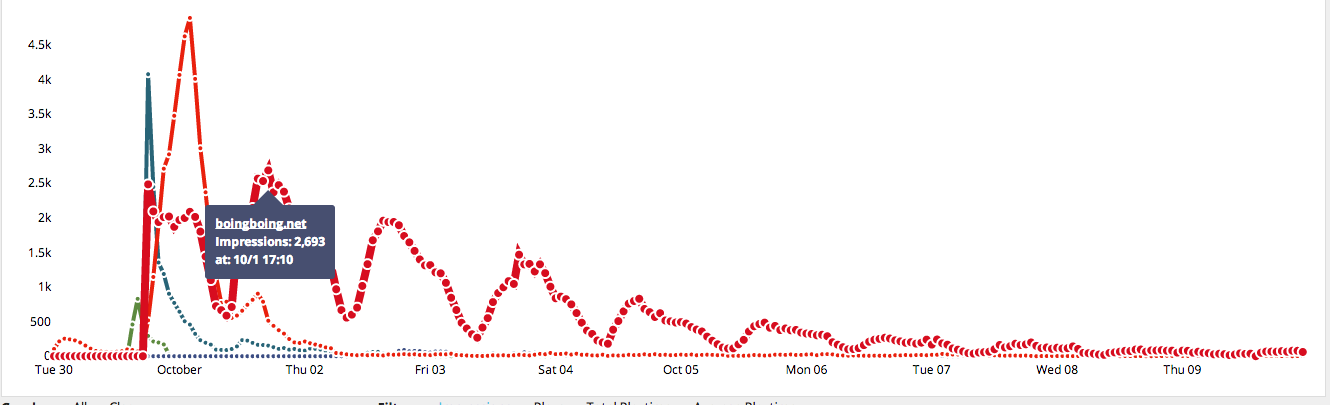 4.5k
4k
3.5k
3k
2.5k
2k
1.5k
1k
500
0
boingboing.net
Impressions: 2,693
at: 10/1 17:10
Tue 30 October Thu 02 Fri 03 Sat 04 Oct 05 Mon 06 Tue 07 Wed 08 Thu 09